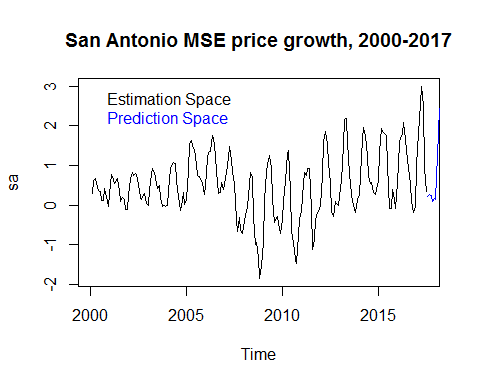 San Antonio MSE price growth, 2000-2017
Estimation Space
Prediction Space
3
2
1
0
-1
-2
sa
2000 2005 2010 2015
Time